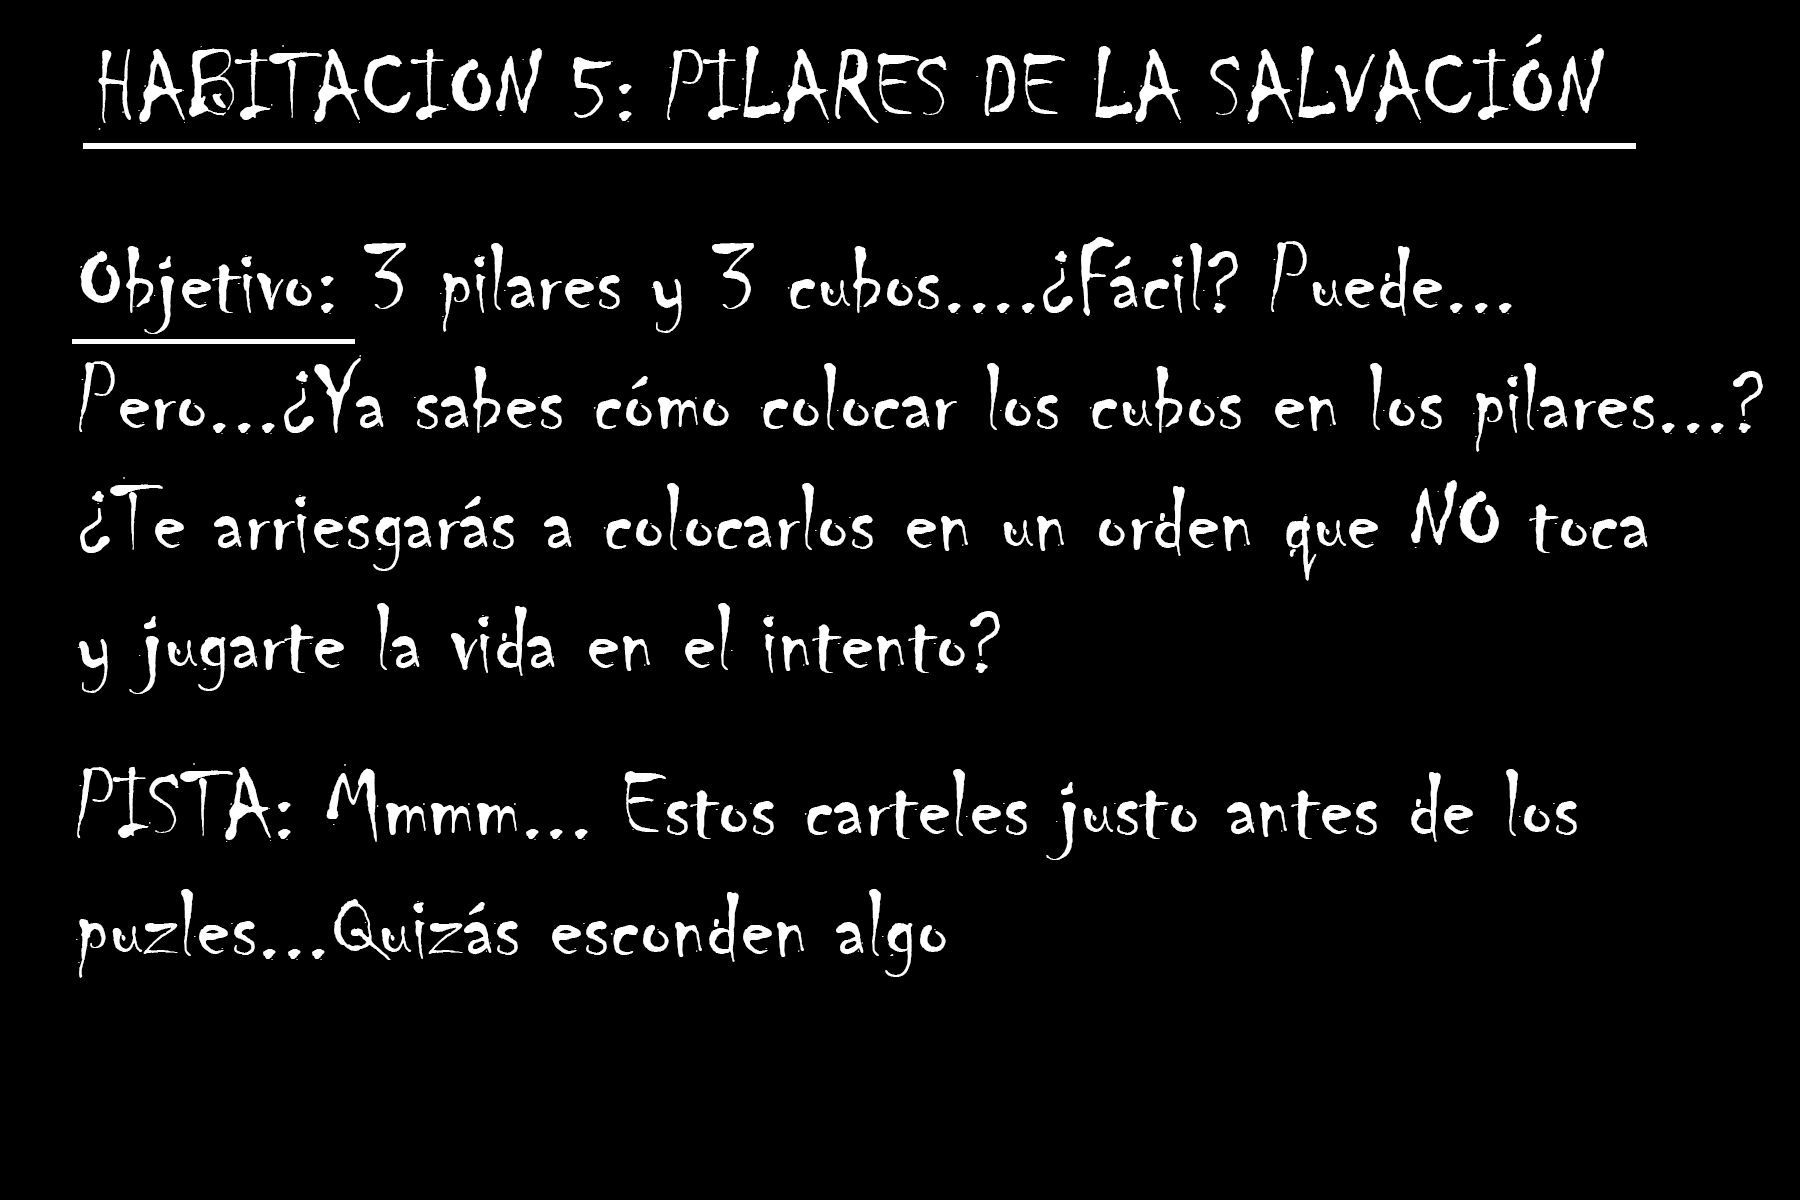 HABITACION 5: PILARES DE LA SALVACIÓN
Objetivo: 3 pilares y 3 cubos....¿Fácil? Puede...
Pero...¿Ya sabes cómo colocar los cubos en los pilares...?
¿Te arriesgarás a colocarlos en un orden que NO toca
y jugarte la vida en el intento?
PISTA: Mmmm... Estos carteles justo antes de los
puzles...Quizás esconden algo